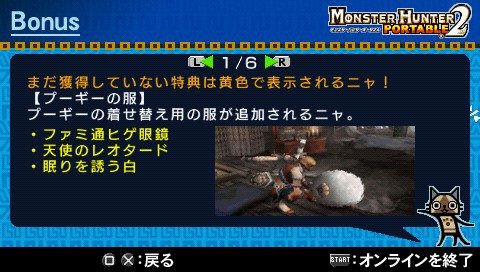 Bonus
MONSTER HUNTER
PORTABLE 2
L 1/6 R
まだ獲得していない特典は黄色で表示されるニャ！
【プーギーの服】
プーギーの着せ替え用の服が追加されるニャ。
・ファミ通ヒゲ眼鏡
・天使のレオタード
・眠りを誘う白
:戻る
START:オンラインを終了